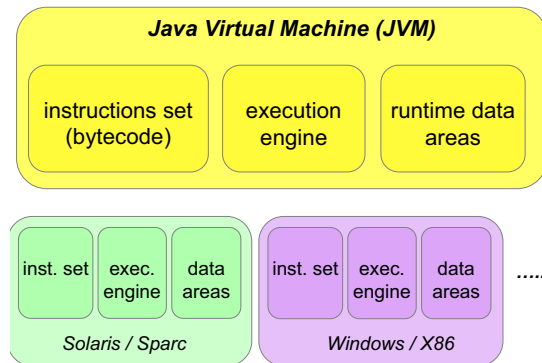 Java Virtual Machine (JVM)
instructions set
(bytecode)
execution
engine
runtime data
areas
inst. set
exec.
engine
data
areas
Solaris / Sparc
inst. set
exec.
engine
data
areas
Windows / X86
.....